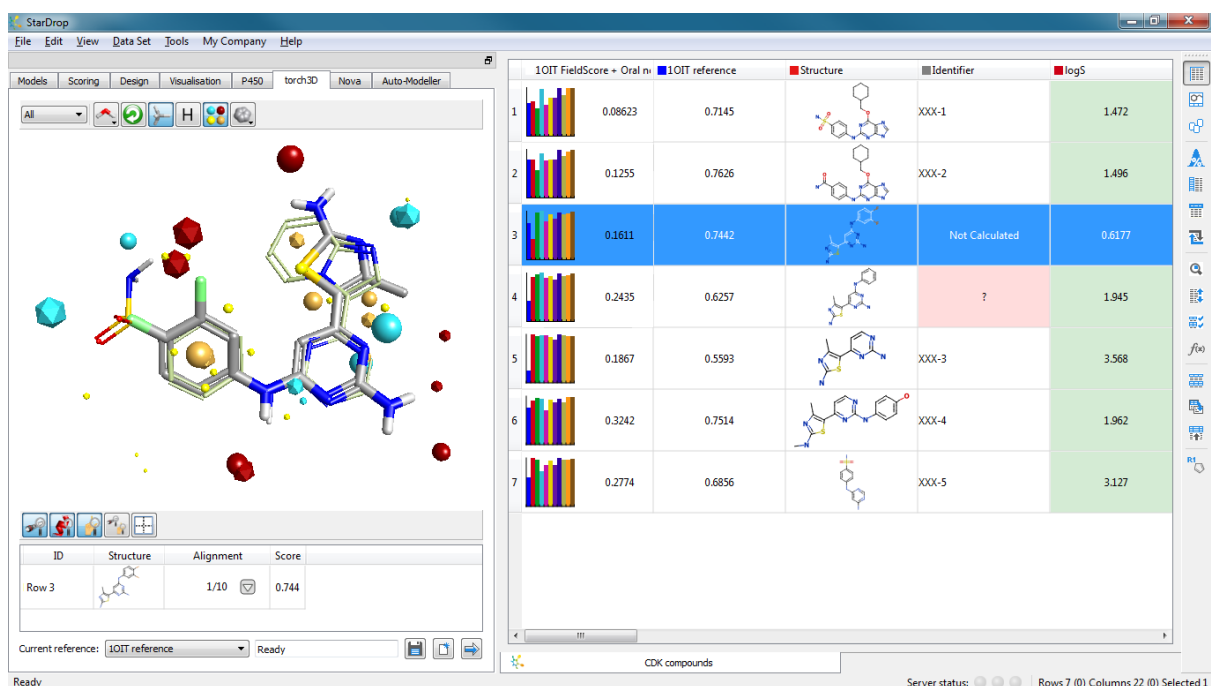 StarDrop
File Edit View Data Set Tools My Company Help
Models Scoring Design Visualisation P450 torch3D Nova Auto-Modeller
All
H
1OIT FieldScore + Oral 1OIT reference Structure Identifier logS
1 0.08623 0.7145 XXX-1 1.472
2 0.1255 0.7626 XXX-2 1.496
3 0.1611 0.7442 Not Calculated 0.6177
4 0.2435 0.6257 ? 1.945
5 0.1867 0.5593 XXX-3 3.568
6 0.3242 0.7514 XXX-4 1.962
7 0.2774 0.6856 XXX-5 3.127
f(x)
R1
ID Structure Alignment Score
Row 3 1/10 0.744
Current reference: 1OIT reference Ready
CDK compounds
Ready
Server status: Rows 7 (0) Columns 22 (0) Selected 1